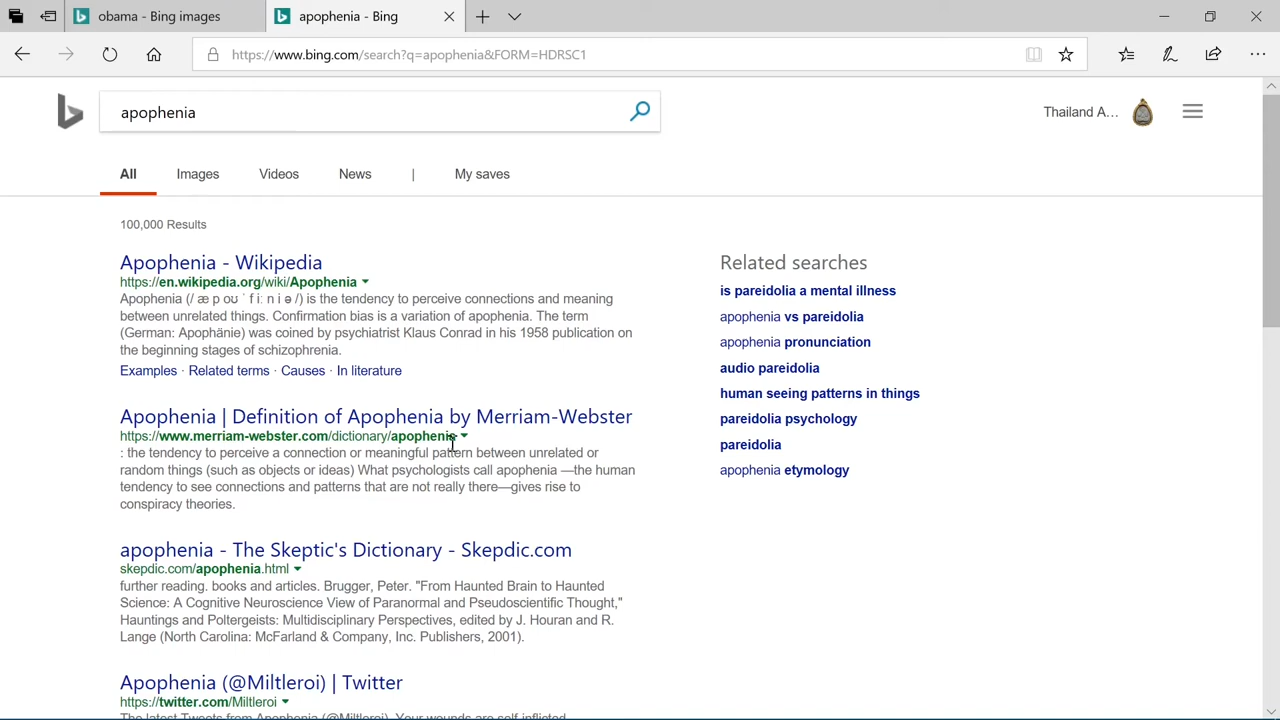 obama - Bing images
apophenia - Bing
https://www.bing.com/search?q=apophenia&FORM=HDRSC1
apophenia
Thailand A...
All
Images
Videos
News
|
My saves
100,000 Results
Apophenia - Wikipedia
https://en.wikipedia.org/wiki/Apophenia
Apophenia (/ æ p oʊ ˈ f iː n i ə /) is the tendency to perceive connections and meaning
between unrelated things. Confirmation bias is a variation of apophenia. The term
(German: Apophänie) was coined by psychiatrist Klaus Conrad in his 1958 publication on
the beginning stages of schizophrenia.
Examples · Related terms · Causes · In literature
Apophenia | Definition of Apophenia by Merriam-Webster
https://www.merriam-webster.com/dictionary/apophenia
: the tendency to perceive a connection or meaningful pattern between unrelated or
random things (such as objects or ideas) What psychologists call apophenia —the human
tendency to see connections and patterns that are not really there—gives rise to
conspiracy theories.
apophenia - The Skeptic's Dictionary - Skepdic.com
skepdic.com/apophenia.html
further reading. books and articles. Brugger, Peter. "From Haunted Brain to Haunted
Science: A Cognitive Neuroscience View of Paranormal and Pseudoscientific Thought,"
Hauntings and Poltergeists: Multidisciplinary Perspectives, edited by J. Houran and R.
Lange (North Carolina: McFarland & Company, Inc. Publishers, 2001).
Apophenia (@Miltleroi) | Twitter
https://twitter.com/Miltleroi
The latest Tweets from Apophenia (@Miltleroi). Your wounds are self-inflicted
Related searches
is pareidolia a mental illness
apophenia vs pareidolia
apophenia pronunciation
audio pareidolia
human seeing patterns in things
pareidolia psychology
pareidolia
apophenia etymology